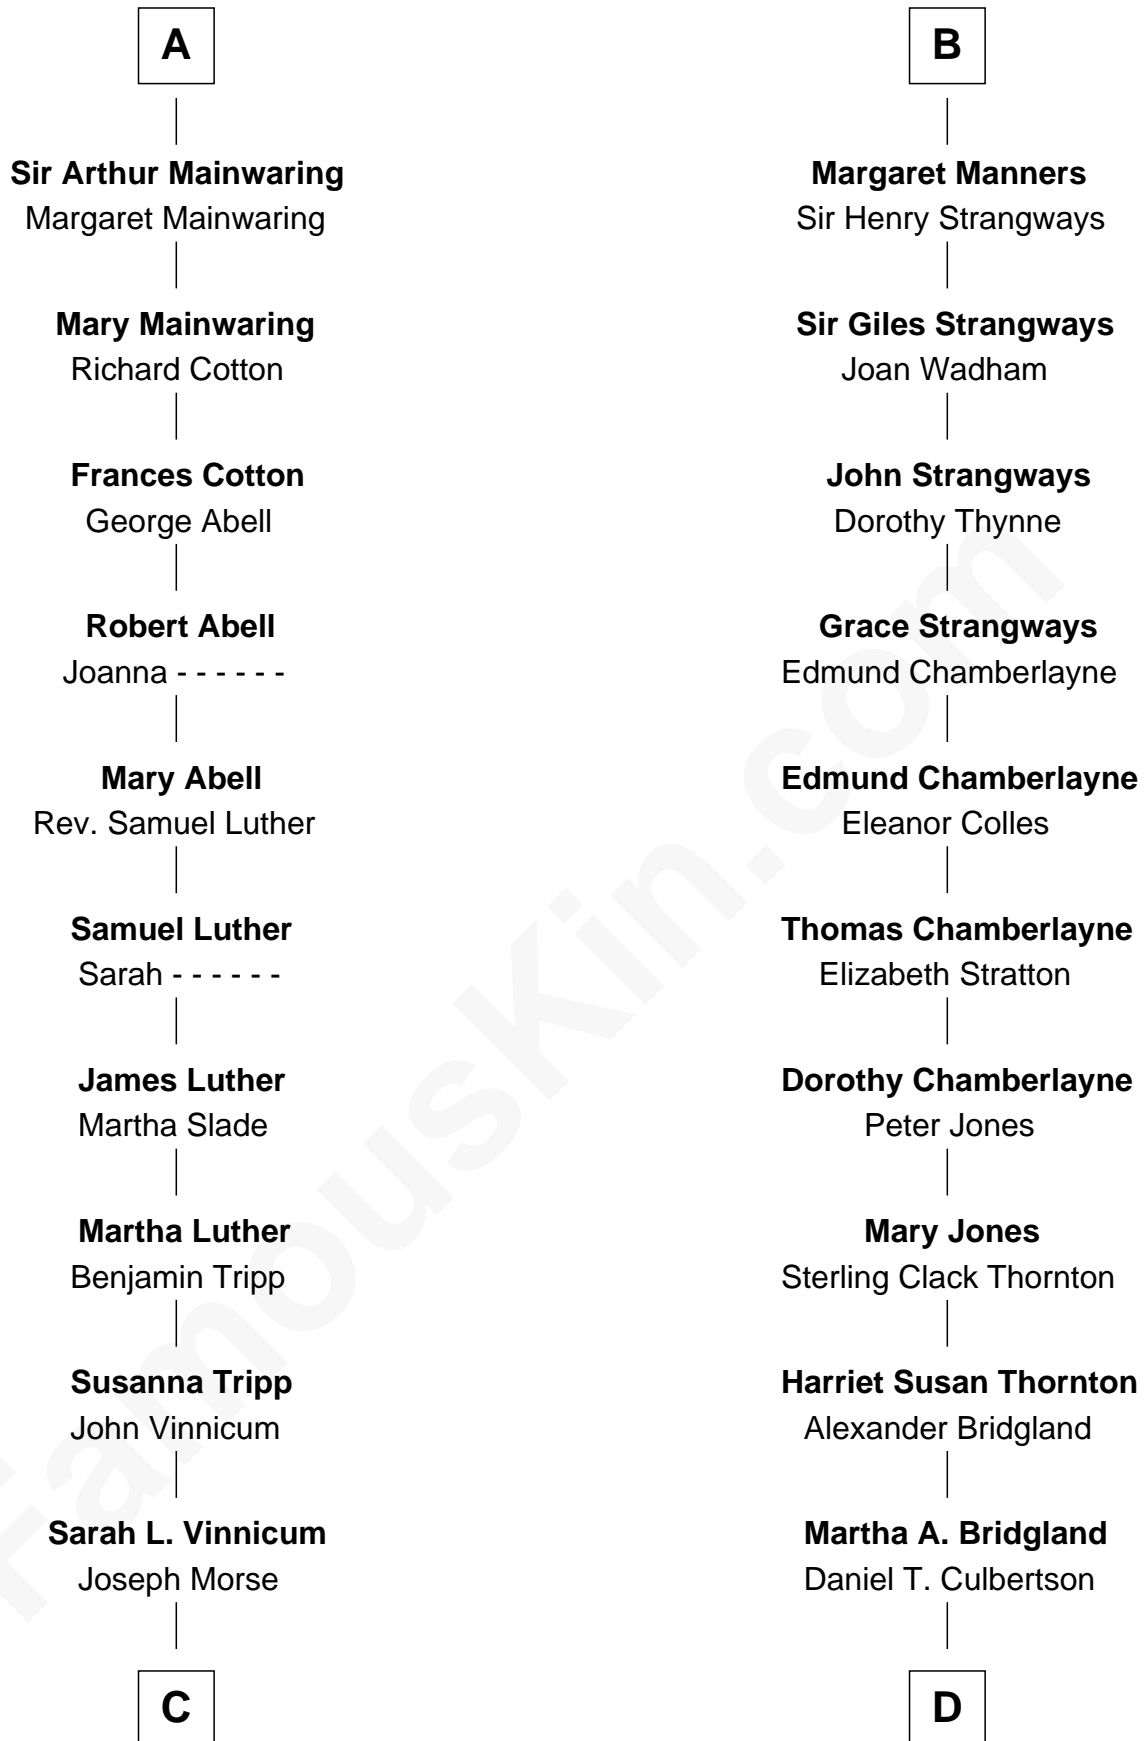 A
Sir Arthur Mainwaring
Margaret Mainwaring
Mary Mainwaring
Richard Cotton
Frances Cotton
George Abell
Robert Abell
Joanna - - - - - -
Mary Abell
Rev. Samuel Luther
Samuel Luther
Sarah - - - - - -
James Luther
Martha Slade
Martha Luther
Benjamin Tripp
Susanna Tripp
John Vinnicum
Sarah L. Vinnicum
Joseph Morse
C
B
Margaret Manners
Sir Henry Strangways
Sir Giles Strangways
Joan Wadham
John Strangways
Dorothy Thynne
Grace Strangways
Edmund Chamberlayne
Edmund Chamberlayne
Eleanor Colles
Thomas Chamberlayne
Elizabeth Stratton
Dorothy Chamberlayne
Peter Jones
Mary Jones
Sterling Clack Thornton
Harriet Susan Thornton
Alexander Bridgland
Martha A. Bridgland
Daniel T. Culbertson
D
FamousKin.com